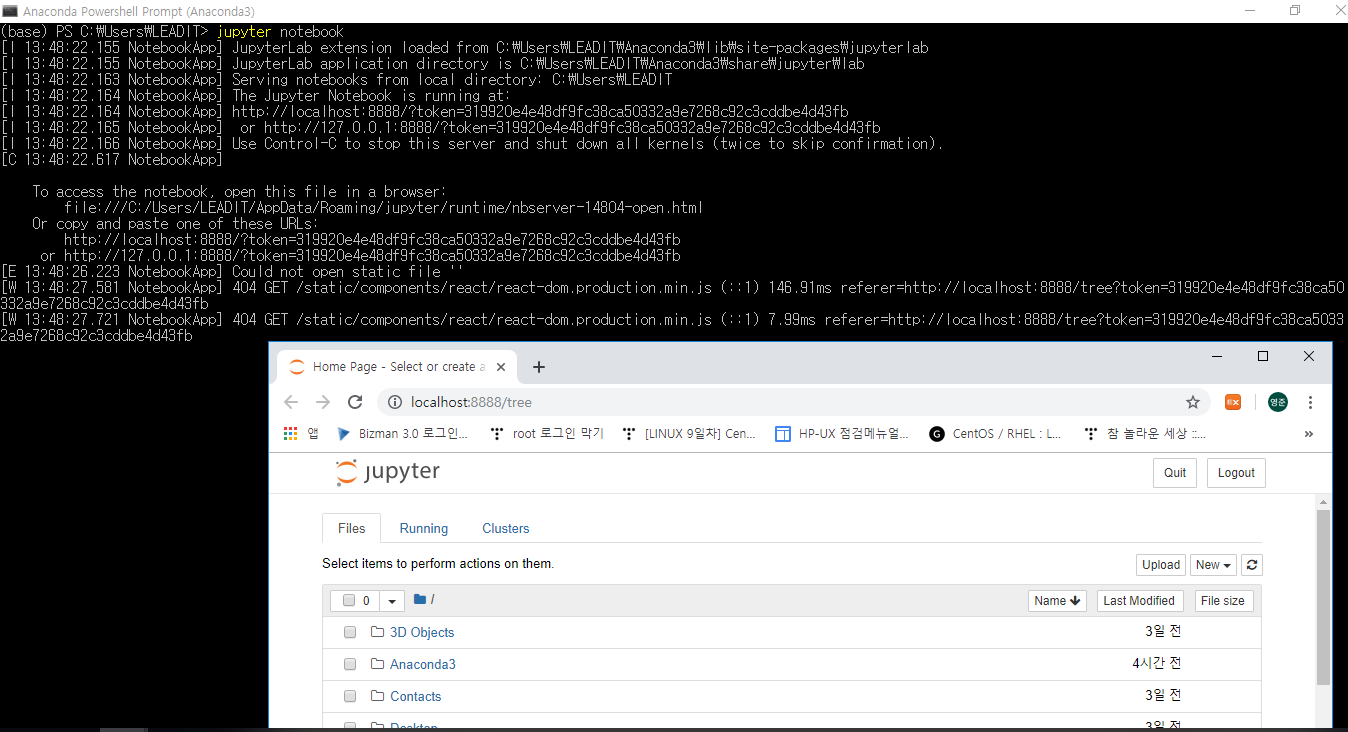 Anaconda Powershell Prompt (Anaconda3)
(base) PS C:₩Users₩LEADIT> jupyter notebook
[I 13:48:22.155 NotebookApp] JupyterLab extension loaded from C:₩Users₩LEADIT₩Anaconda3₩lib₩site-packages₩jupyterlab
[I 13:48:22.155 NotebookApp] JupyterLab application directory is C:₩Users₩LEADIT₩Anaconda3₩share₩jupyter₩lab
[I 13:48:22.163 NotebookApp] Serving notebooks from local directory: C:₩Users₩LEADIT
[I 13:48:22.164 NotebookApp] The Jupyter Notebook is running at:
[I 13:48:22.164 NotebookApp] http://localhost:8888/?token=319920e4e48df9fc38ca50332a9e7268c92c3cddbe4d43fb
[I 13:48:22.165 NotebookApp]  or http://127.0.0.1:8888/?token=319920e4e48df9fc38ca50332a9e7268c92c3cddbe4d43fb
[I 13:48:22.166 NotebookApp] Use Control-C to stop this server and shut down all kernels (twice to skip confirmation).
[C 13:48:22.617 NotebookApp]
To access the notebook, open this file in a browser:
file:///C:/Users/LEADIT/AppData/Roaming/jupyter/runtime/nbserver-14804-open.html
Or copy and paste one of these URLs:
http://localhost:8888/?token=319920e4e48df9fc38ca50332a9e7268c92c3cddbe4d43fb
or http://127.0.0.1:8888/?token=319920e4e48df9fc38ca50332a9e7268c92c3cddbe4d43fb
[E 13:48:26.223 NotebookApp] Could not open static file ''
[W 13:48:27.581 NotebookApp] 404 GET /static/components/react/react-dom.production.min.js (::1) 146.91ms referer=http://localhost:8888/tree?token=319920e4e48df9fc38ca50
332a9e7268c92c3cddbe4d43fb
[W 13:48:27.721 NotebookApp] 404 GET /static/components/react/react-dom.production.min.js (::1) 7.99ms referer=http://localhost:8888/tree?token=319920e4e48df9fc38ca5033
2a9e7268c92c3cddbe4d43fb
Home Page - Select or create a
localhost:8888/tree
영준
앱 Bizman 3.0 로그인... root 로그인 막기 [LINUX 9일차] Cen... HP-UX 점검메뉴얼... CentOS / RHEL : L... 참 놀라운 세상 ::... »
jupyter Quit Logout
Files Running Clusters
Select items to perform actions on them. Upload New
0 / Name Last Modified File size
3D Objects 3일 전
Anaconda3 4시간 전
Contacts 3일 전
Desktop 3일 전